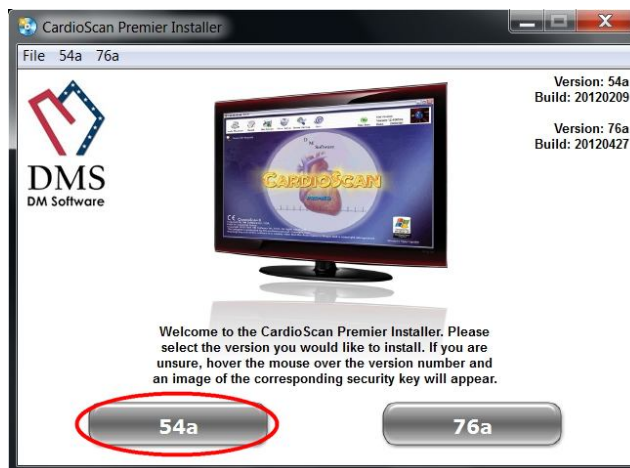 CardioScan Premier Installer
File 54a 76a
Version: 54a
Build: 20120209
Version: 76a
Build: 20120427
DMS
DM Software
CARDIOSCAN
Welcome to the CardioScan Premier Installer. Please
select the version you would like to install. If you are
unsure, hover the mouse over the version number and
an image of the corresponding security key will appear.
54a
76a